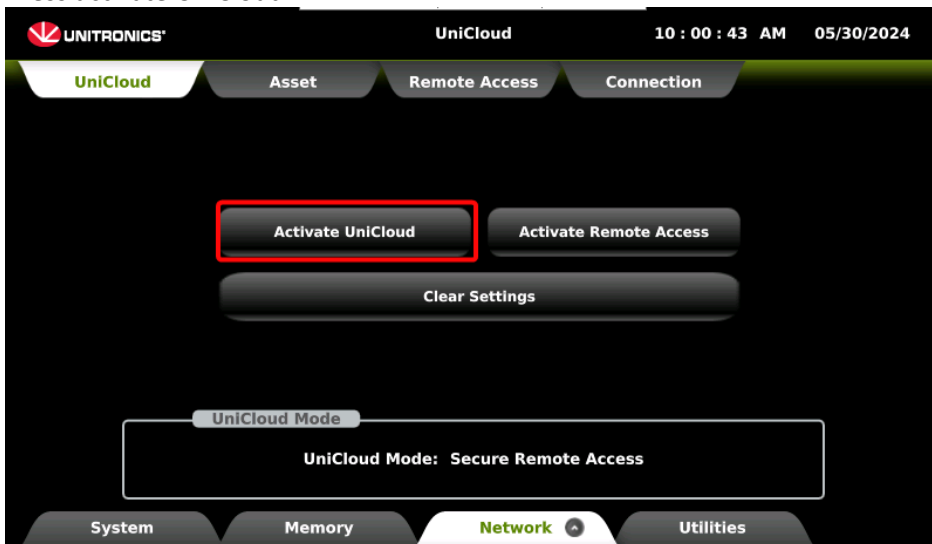 UNITRONICS UniCloud 10 : 00 : 43 AM 05/30/2024
UniCloud Asset Remote Access Connection
Activate UniCloud Activate Remote Access
Clear Settings
UniCloud Mode
UniCloud Mode: Secure Remote Access
System Memory Network Utilities